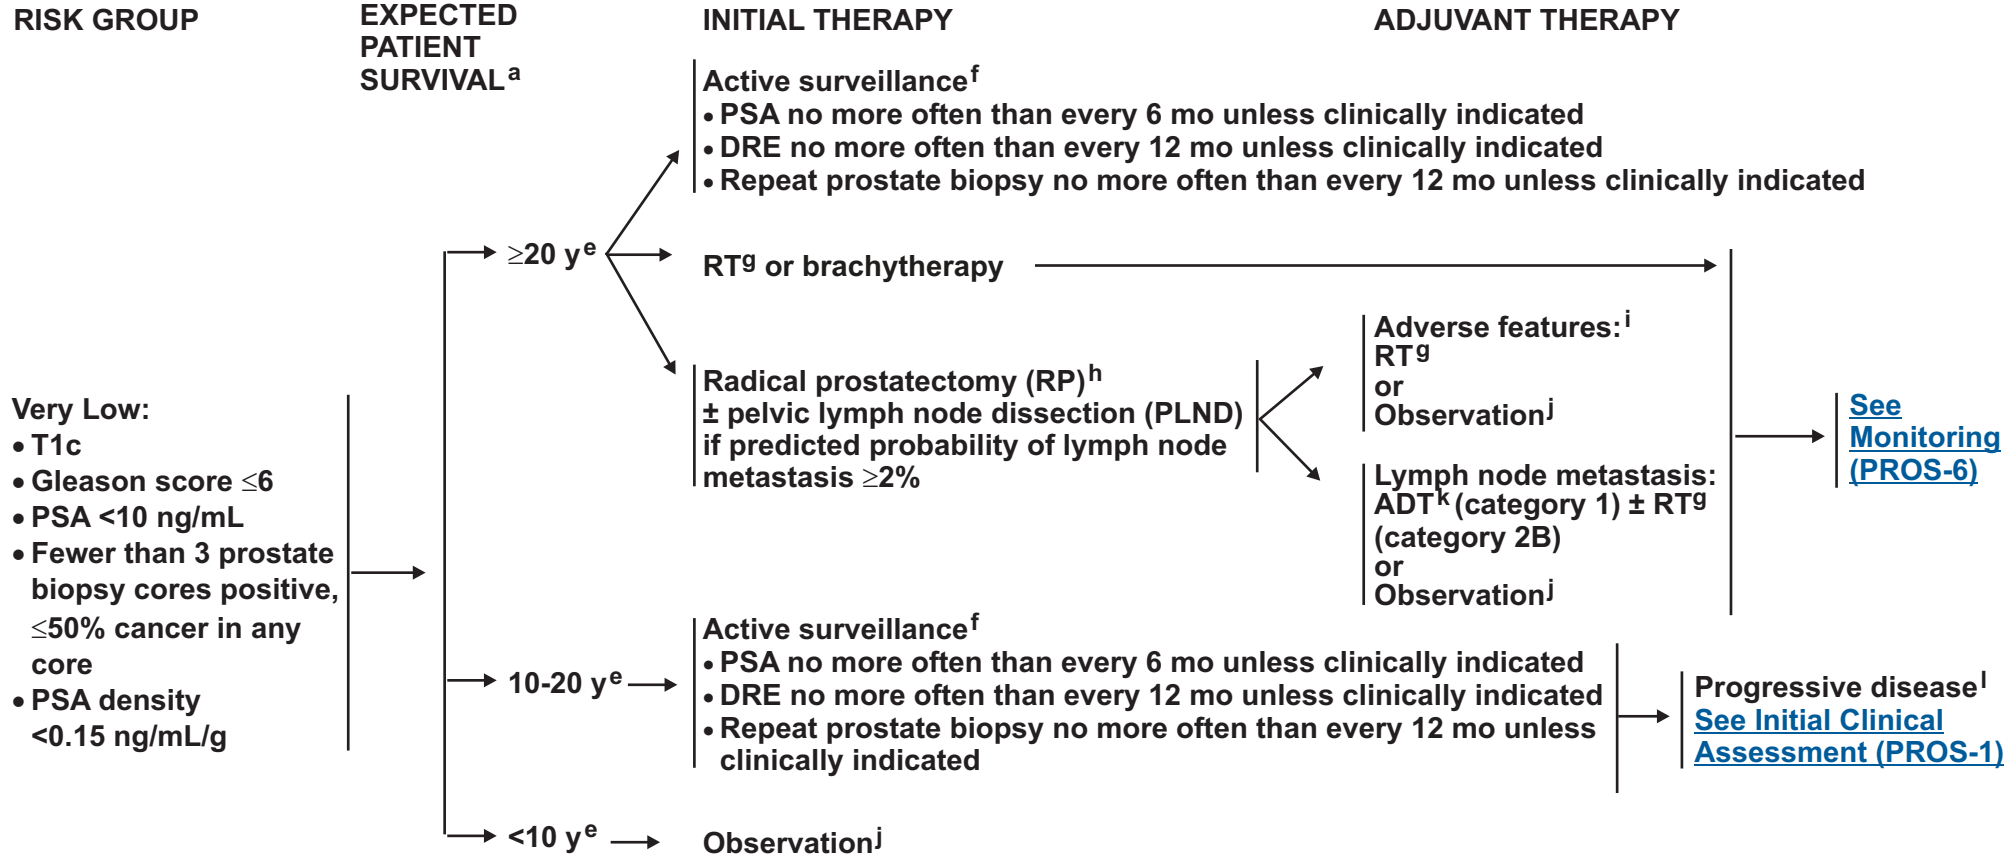 RISK GROUP
EXPECTED
PATIENT
SURVIVAL a
INITIAL THERAPY
ADJUVANT THERAPY
Very Low:
• T1c
• Gleason score ≤6
• PSA <10 ng/mL
• Fewer than 3 prostate
biopsy cores positive,
≤50% cancer in any
core
• PSA density
<0.15 ng/mL/g
≥20 y e
Active surveillance f
• PSA no more often than every 6 mo unless clinically indicated
• DRE no more often than every 12 mo unless clinically indicated
• Repeat prostate biopsy no more often than every 12 mo unless clinically indicated
RT g or brachytherapy
Radical prostatectomy (RP) h
± pelvic lymph node dissection (PLND)
if predicted probability of lymph node
metastasis ≥2%
Adverse features: i
RT g
or
Observation j
Lymph node metastasis:
ADT k (category 1) ± RT g
(category 2B)
or
Observation j
See
Monitoring
(PROS-6)
10-20 y e
Active surveillance f
• PSA no more often than every 6 mo unless clinically indicated
• DRE no more often than every 12 mo unless clinically indicated
• Repeat prostate biopsy no more often than every 12 mo unless
clinically indicated
Progressive disease l
See Initial Clinical
Assessment (PROS-1)
<10 y e
Observation j